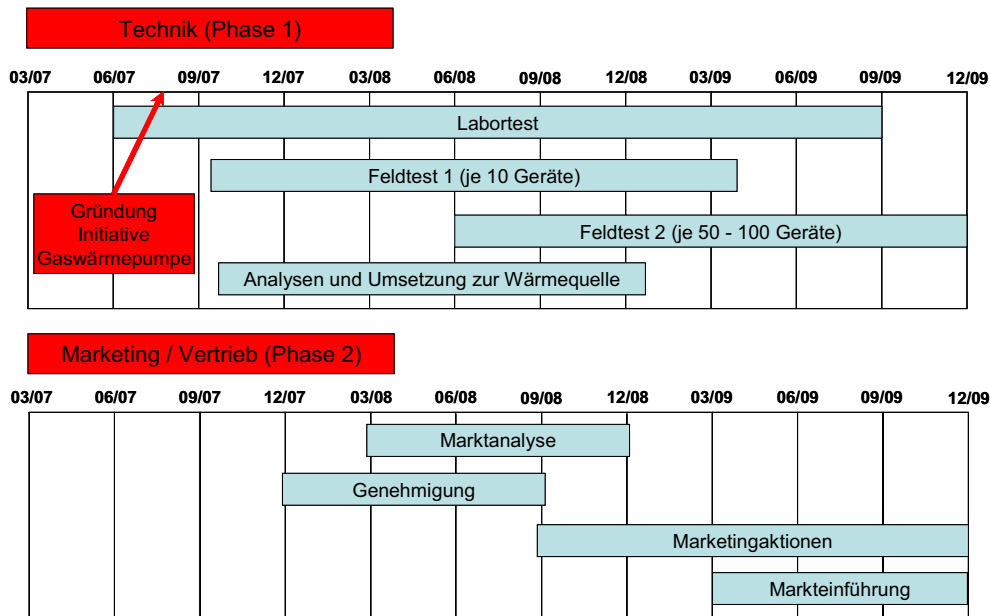 Technik (Phase 1)
03/07 06/07 09/07 12/07 03/08 06/08 09/08 12/08 03/09 06/09 09/09 12/09
Labortest
Feldtest 1 (je 10 Geräte)
Gründung
Initiative
Gaswärmepumpe
Feldtest 2 (je 50 - 100 Geräte)
Analysen und Umsetzung zur Wärmequelle
Marketing / Vertrieb (Phase 2)
03/07 06/07 09/07 12/07 03/08 06/08 09/08 12/08 03/09 06/09 09/09 12/09
Marktanalyse
Genehmigung
Marketingaktionen
Markteinführung